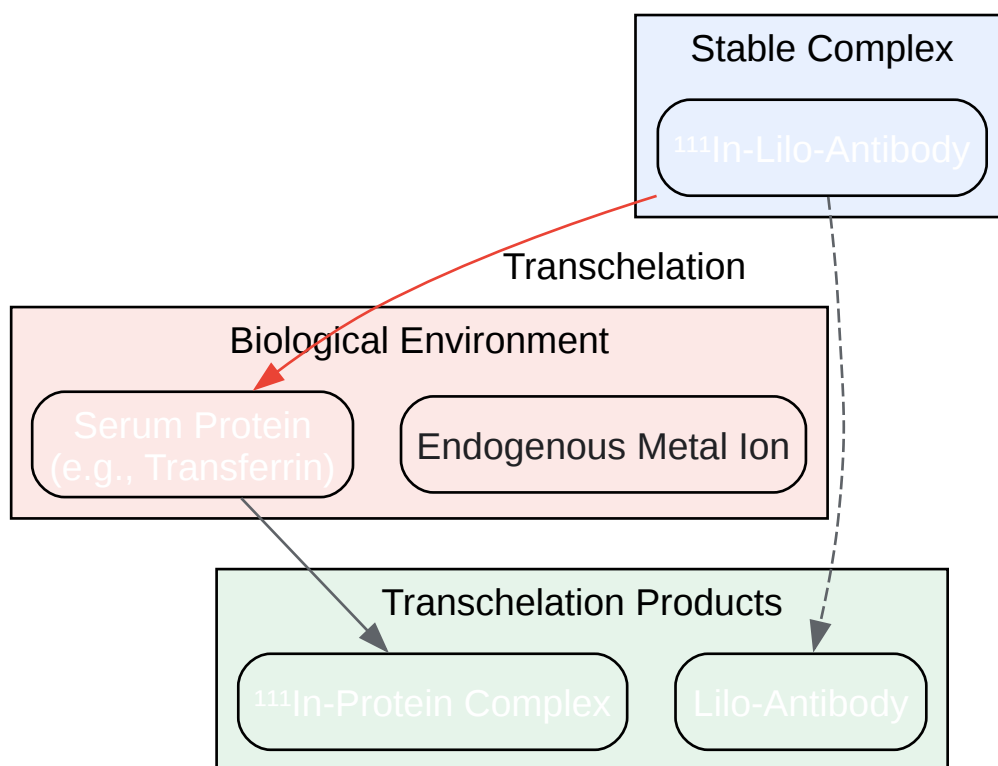 Stable Complex
¹¹¹In-Lilo-Antibody
Transchelation
Biological Environment
Serum Protein
(e.g., Transferrin)
Endogenous Metal Ion
Transchelation Products
¹¹¹In-Protein Complex
Lilo-Antibody